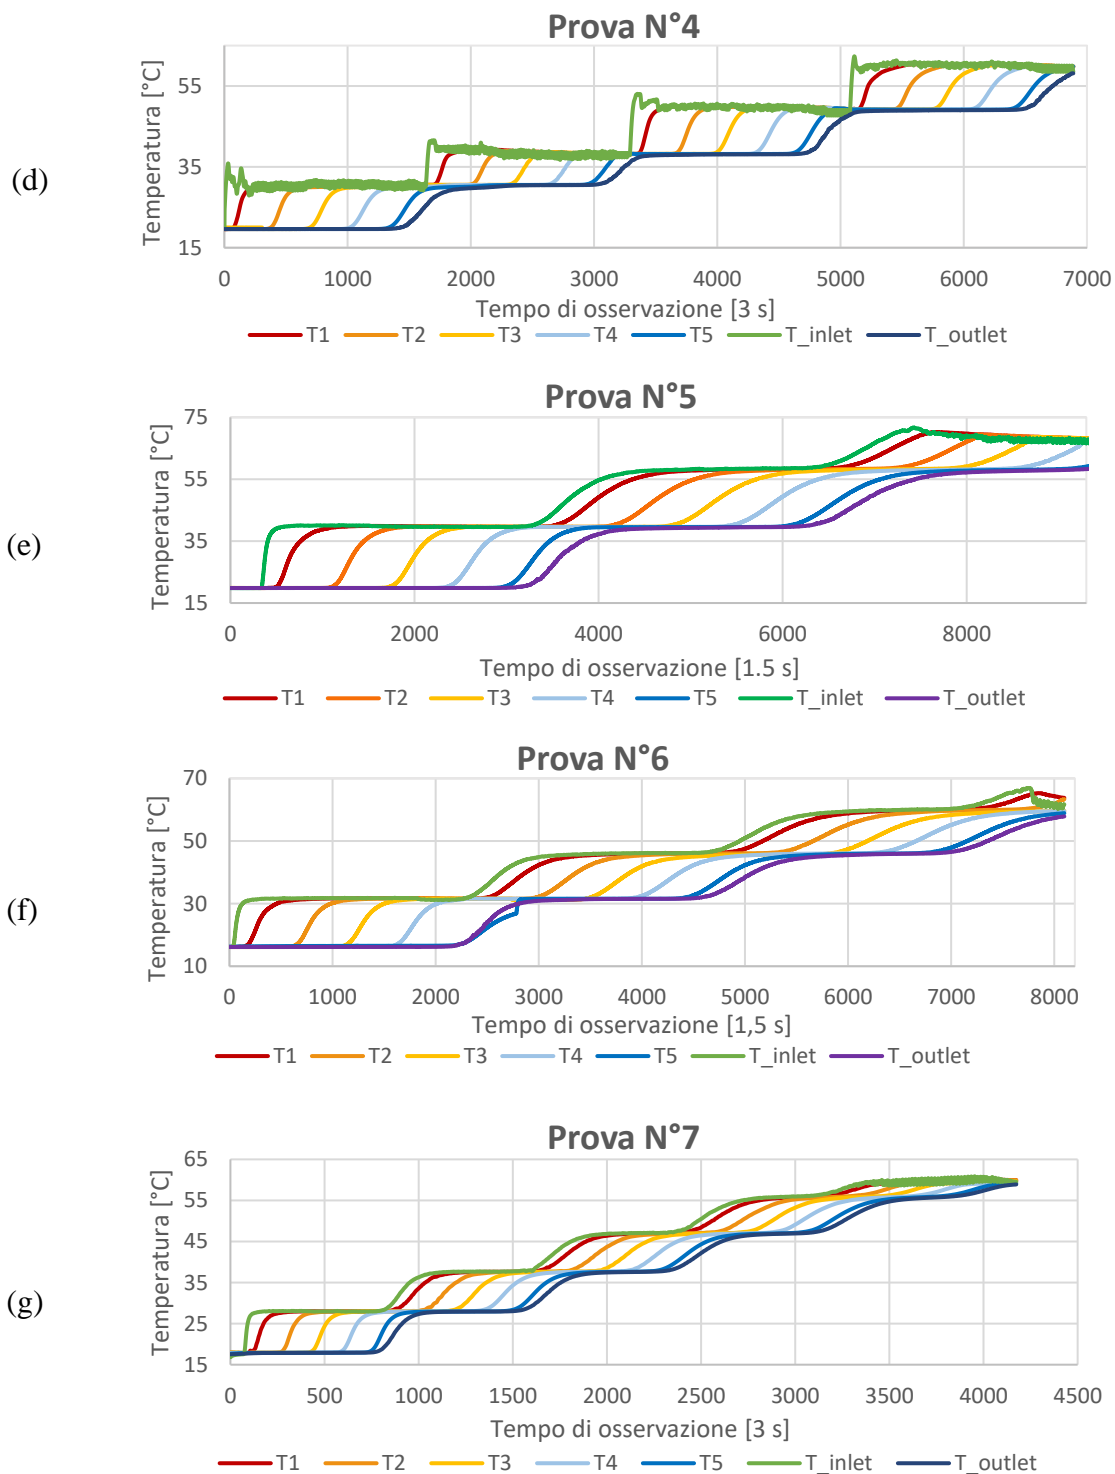 Prova N°4
(d)
Temperatura [°C]
55
35
15
0 1000 2000 3000 4000 5000 6000 7000
Tempo di osservazione [3 s]
T1 T2 T3 T4 T5 T_inlet T_outlet
Prova N°5
(e)
Temperatura [°C]
75
55
35
15
0 2000 4000 6000 8000
Tempo di osservazione [1.5 s]
T1 T2 T3 T4 T5 T_inlet T_outlet
Prova N°6
(f)
Temperatura [°C]
70
50
30
10
0 1000 2000 3000 4000 5000 6000 7000 8000
Tempo di osservazione [1,5 s]
T1 T2 T3 T4 T5 T_inlet T_outlet
Prova N°7
(g)
Temperatura [°C]
65
55
45
35
25
15
0 500 1000 1500 2000 2500 3000 3500 4000 4500
Tempo di osservazione [3 s]
T1 T2 T3 T4 T5 T_inlet T_outlet